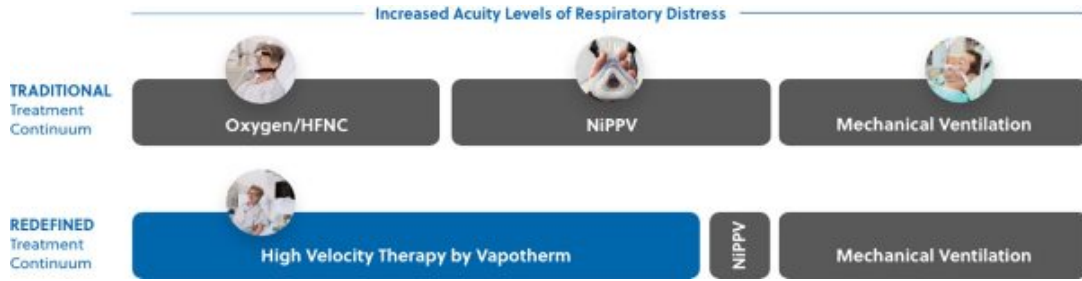 Increased Acuity Levels of Respiratory Distress
TRADITIONAL
Treatment
Continuum
Oxygen/HFNC
NiPPV
Mechanical Ventilation
REDEFINED
Treatment
Continuum
High Velocity Therapy by Vapotherm
NiPPV
Mechanical Ventilation